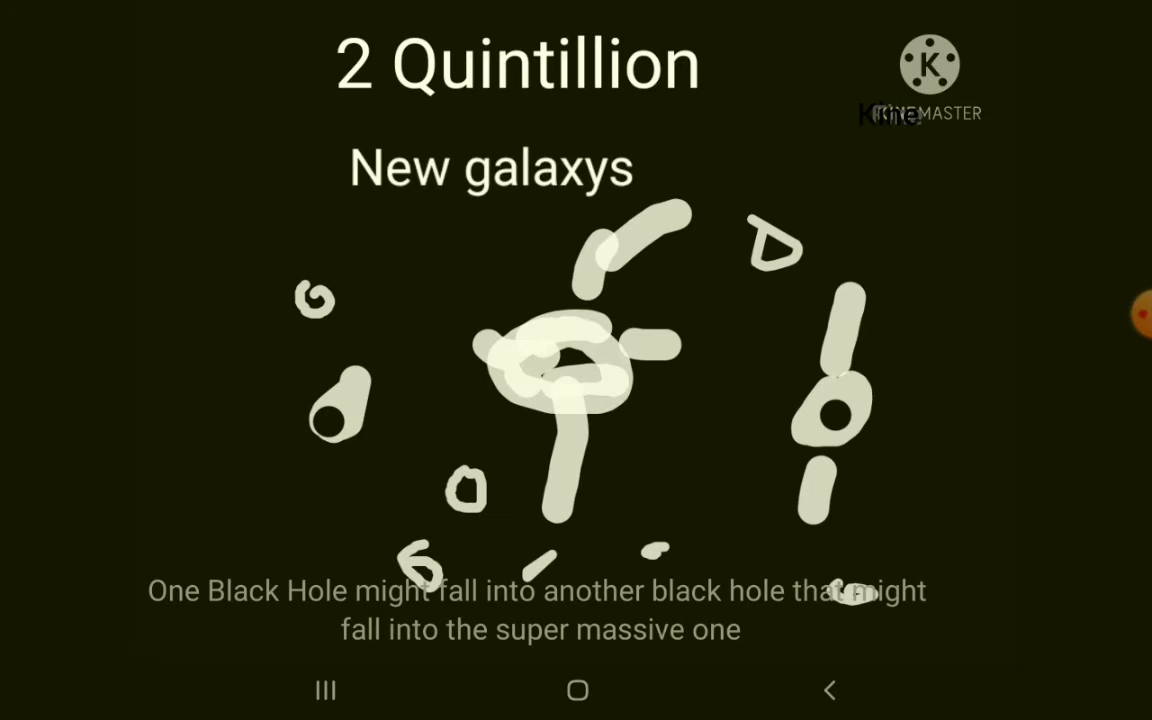 2 Quintillion
K
KINEMASTER
Kine
New galaxys
One Black Hole might fall into another black hole that might
fall into the super massive one